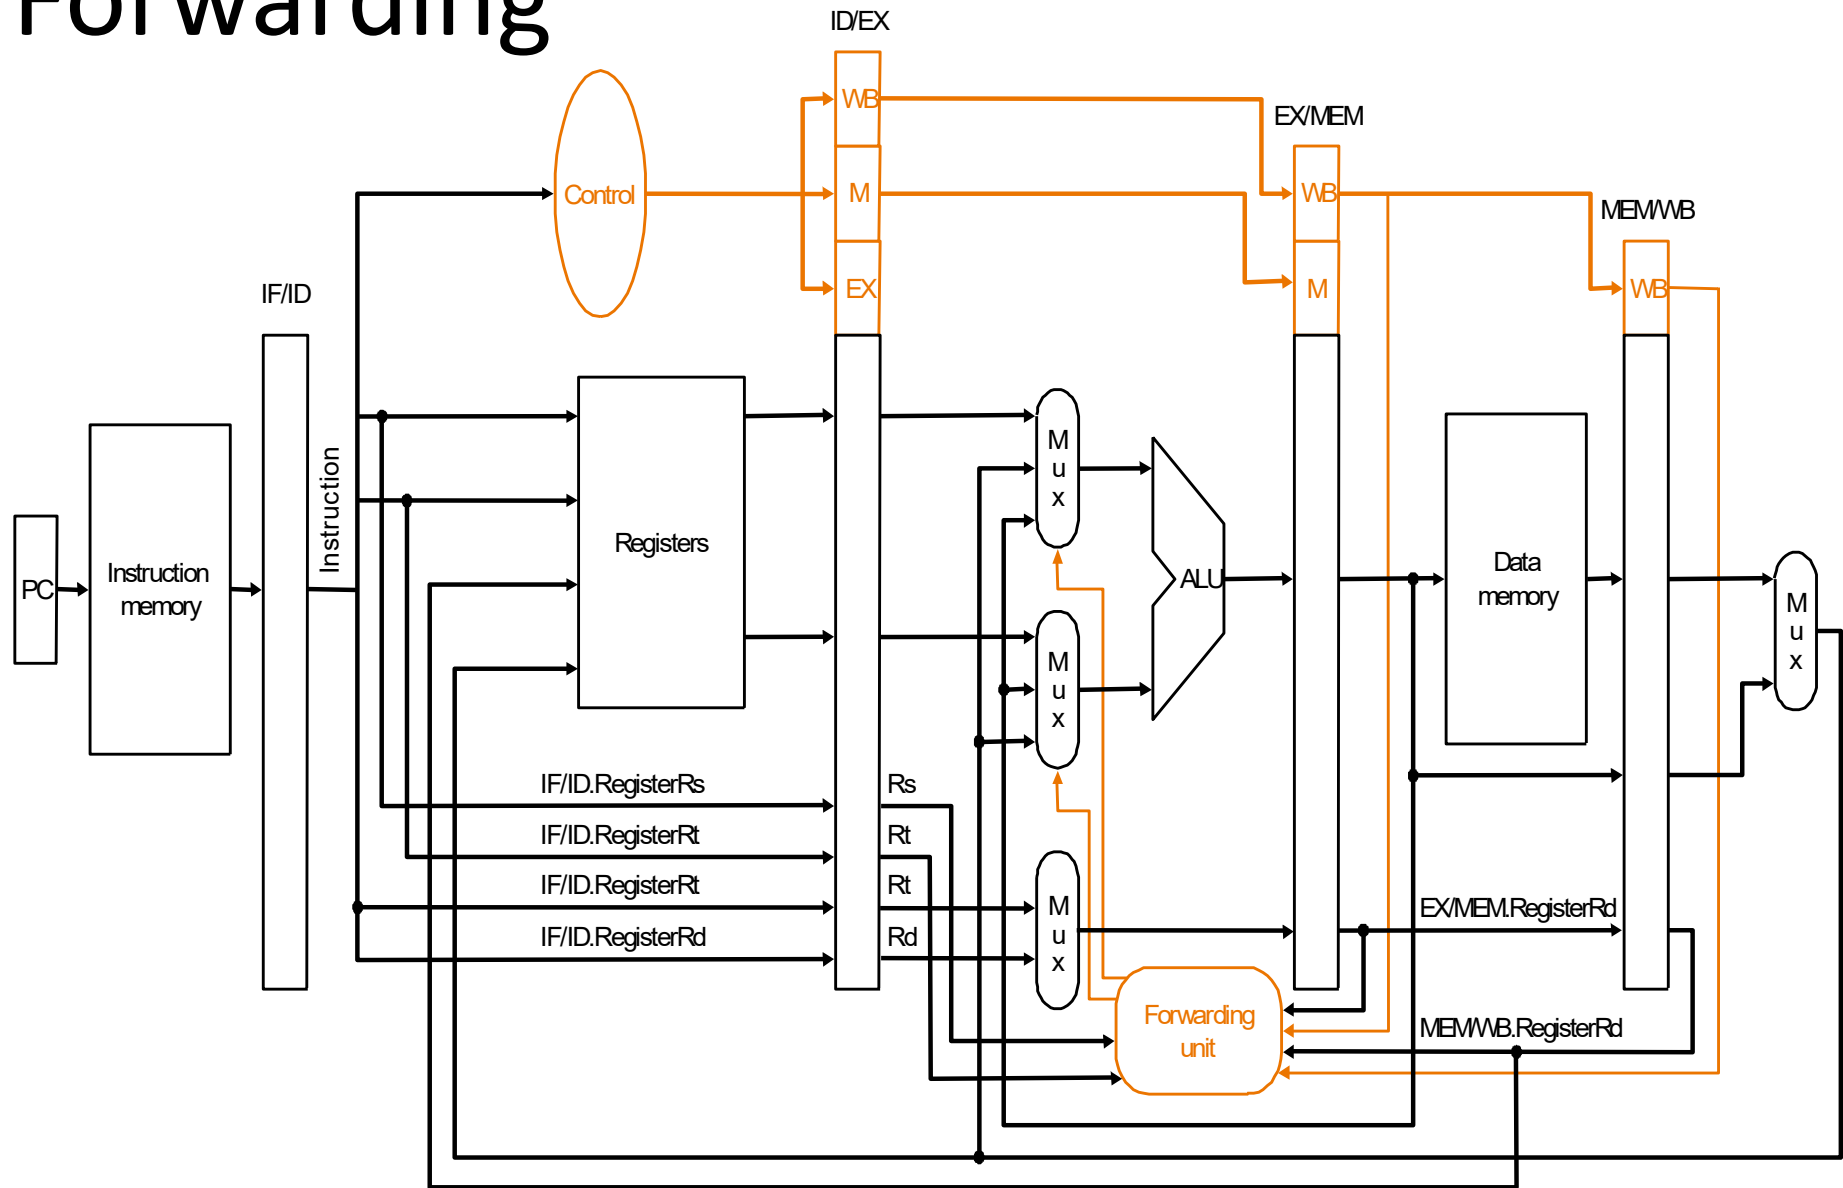 Forwarding
ID/EX
WB
EX/MEM
Control
M
WB
MEM/WB
EX
M
WB
IF/ID
Instruction
PC
Instruction
memory
Registers
M
u
x
M
u
x
ALU
Data
memory
M
u
x
IF/ID.RegisterRs
Rs
IF/ID.RegisterRt
Rt
IF/ID.RegisterRt
Rt
IF/ID.RegisterRd
Rd
M
u
x
EX/MEM.RegisterRd
Forwarding
unit
MEM/WB.RegisterRd